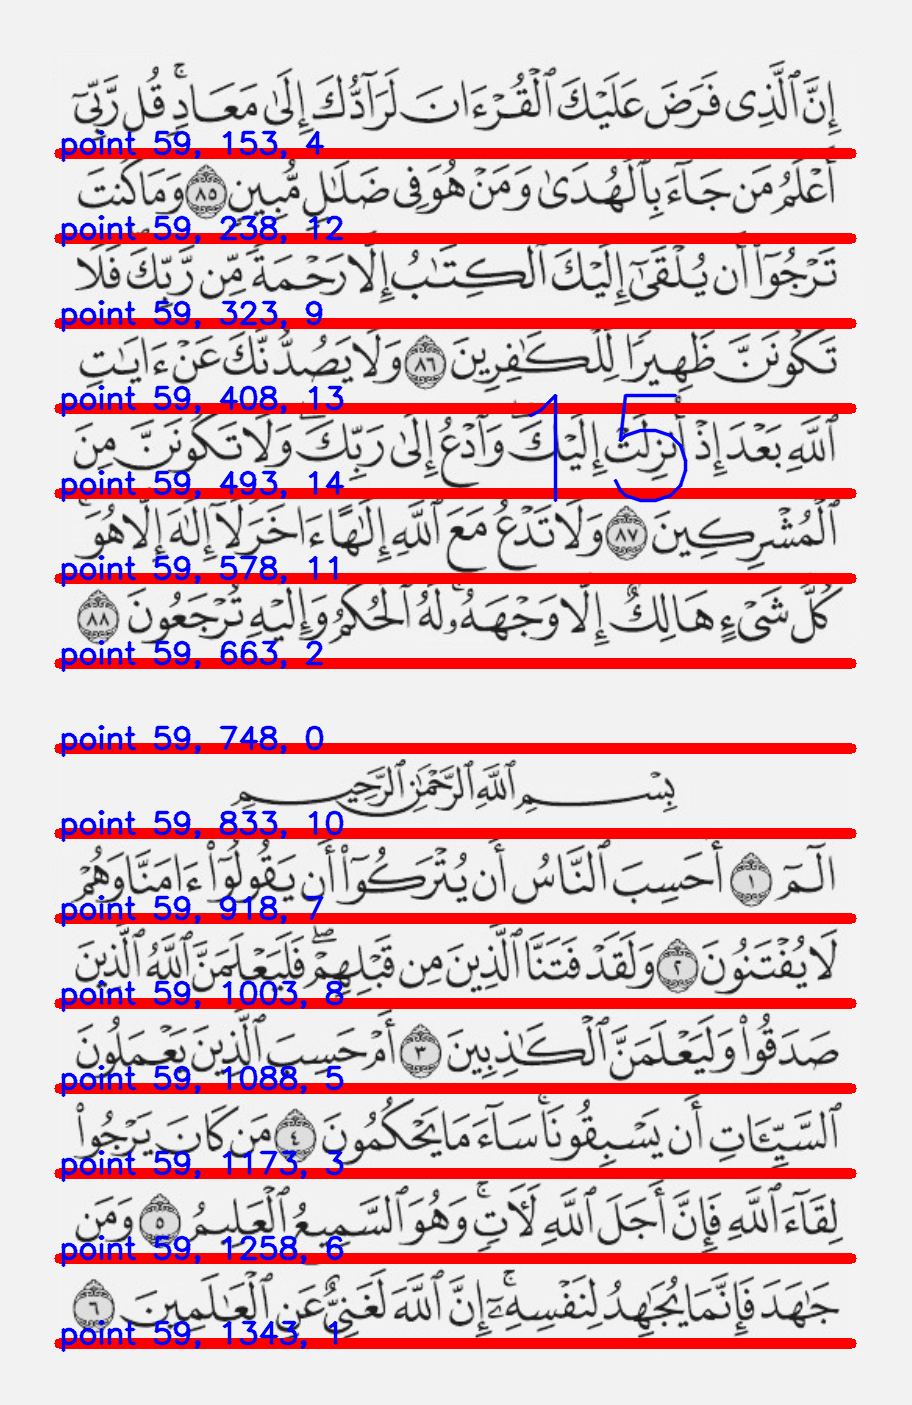 إِنَّ ٱلَّذِى فَرَضَ عَلَيْكَ ٱلْقُرْءَانَ لَرَآدُّكَ إِلَىٰ مَعَادٍ ۚ قُل رَّبِّىٓ
point 59, 153, 4
أَعْلَمُ مَن جَآءَ بِٱلْهُدَىٰ وَمَنْ هُوَ فِى ضَلَٰلٍ مُّبِينٍ ٨٥ وَمَا كُنتَ
point 59, 238, 12
تَرْجُوٓا۟ أَن يُلْقَىٰٓ إِلَيْكَ ٱلْكِتَٰبُ إِلَّا رَحْمَةً مِّن رَّبِّكَ ۖ فَلَا
point 59, 323, 9
تَكُونَنَّ ظَهِيرًا لِّلْكَٰفِرِينَ ٨٦ وَلَا يَصُدُّنَّكَ عَنْ ءَايَٰتِ
point 59, 408, 13
15
ٱللَّهِ بَعْدَ إِذْ أُنزِلَتْ إِلَيْكَ ۖ وَٱدْعُ إِلَىٰ رَبِّكَ ۖ وَلَا تَكُونَنَّ مِنَ
point 59, 493, 14
ٱلْمُشْرِكِينَ ٨٧ وَلَا تَدْعُ مَعَ ٱللَّهِ إِلَٰهًا ءَاخَرَ ۘ لَآ إِلَٰهَ إِلَّا هُوَ ۚ
point 59, 578, 11
كُلُّ شَىْءٍ هَالِكٌ إِلَّا وَجْهَهُۥ ۚ لَهُ ٱلْحُكْمُ وَإِلَيْهِ تُرْجَعُونَ ٨٨
point 59, 663, 2
point 59, 748, 0
بِسْمِ ٱللَّهِ ٱلرَّحْمَٰنِ ٱلرَّحِيمِ
point 59, 833, 10
الٓمٓ ١ أَحَسِبَ ٱلنَّاسُ أَن يُتْرَكُوٓا۟ أَن يَقُولُوٓا۟ ءَامَنَّا وَهُمْ
point 59, 918, 7
لَا يُفْتَنُونَ ٢ وَلَقَدْ فَتَنَّا ٱلَّذِينَ مِن قَبْلِهِمْ ۖ فَلَيَعْلَمَنَّ ٱللَّهُ ٱلَّذِينَ
point 59, 1003, 8
صَدَقُوا۟ وَلَيَعْلَمَنَّ ٱلْكَٰذِبِينَ ٣ أَمْ حَسِبَ ٱلَّذِينَ يَعْمَلُونَ
point 59, 1088, 5
ٱلسَّيِّـَٔاتِ أَن يَسْبِقُونَا ۚ سَآءَ مَا يَحْكُمُونَ ٤ مَن كَانَ يَرْجُوا۟
point 59, 1173, 3
لِقَآءَ ٱللَّهِ فَإِنَّ أَجَلَ ٱللَّهِ لَـَٔاتٍ ۚ وَهُوَ ٱلسَّمِيعُ ٱلْعَلِيمُ ٥ وَمَن
point 59, 1258, 6
جَٰهَدَ فَإِنَّمَا يُجَٰهِدُ لِنَفْسِهِۦٓ ۚ إِنَّ ٱللَّهَ لَغَنِىٌّ عَنِ ٱلْعَٰلَمِينَ ٦
point 59, 1343, 1